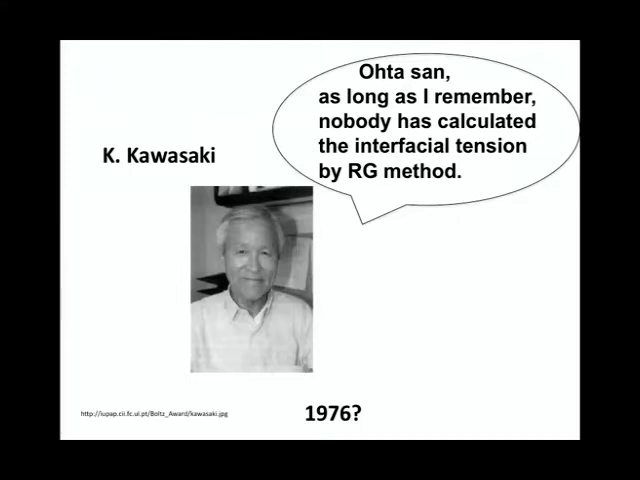 Ohta san,
as long as I remember,
nobody has calculated
the interfacial tension
by RG method.
K. Kawasaki
http://iupap.cii.fc.ul.pt/Boltz_Award/kawasaki.jpg
1976?